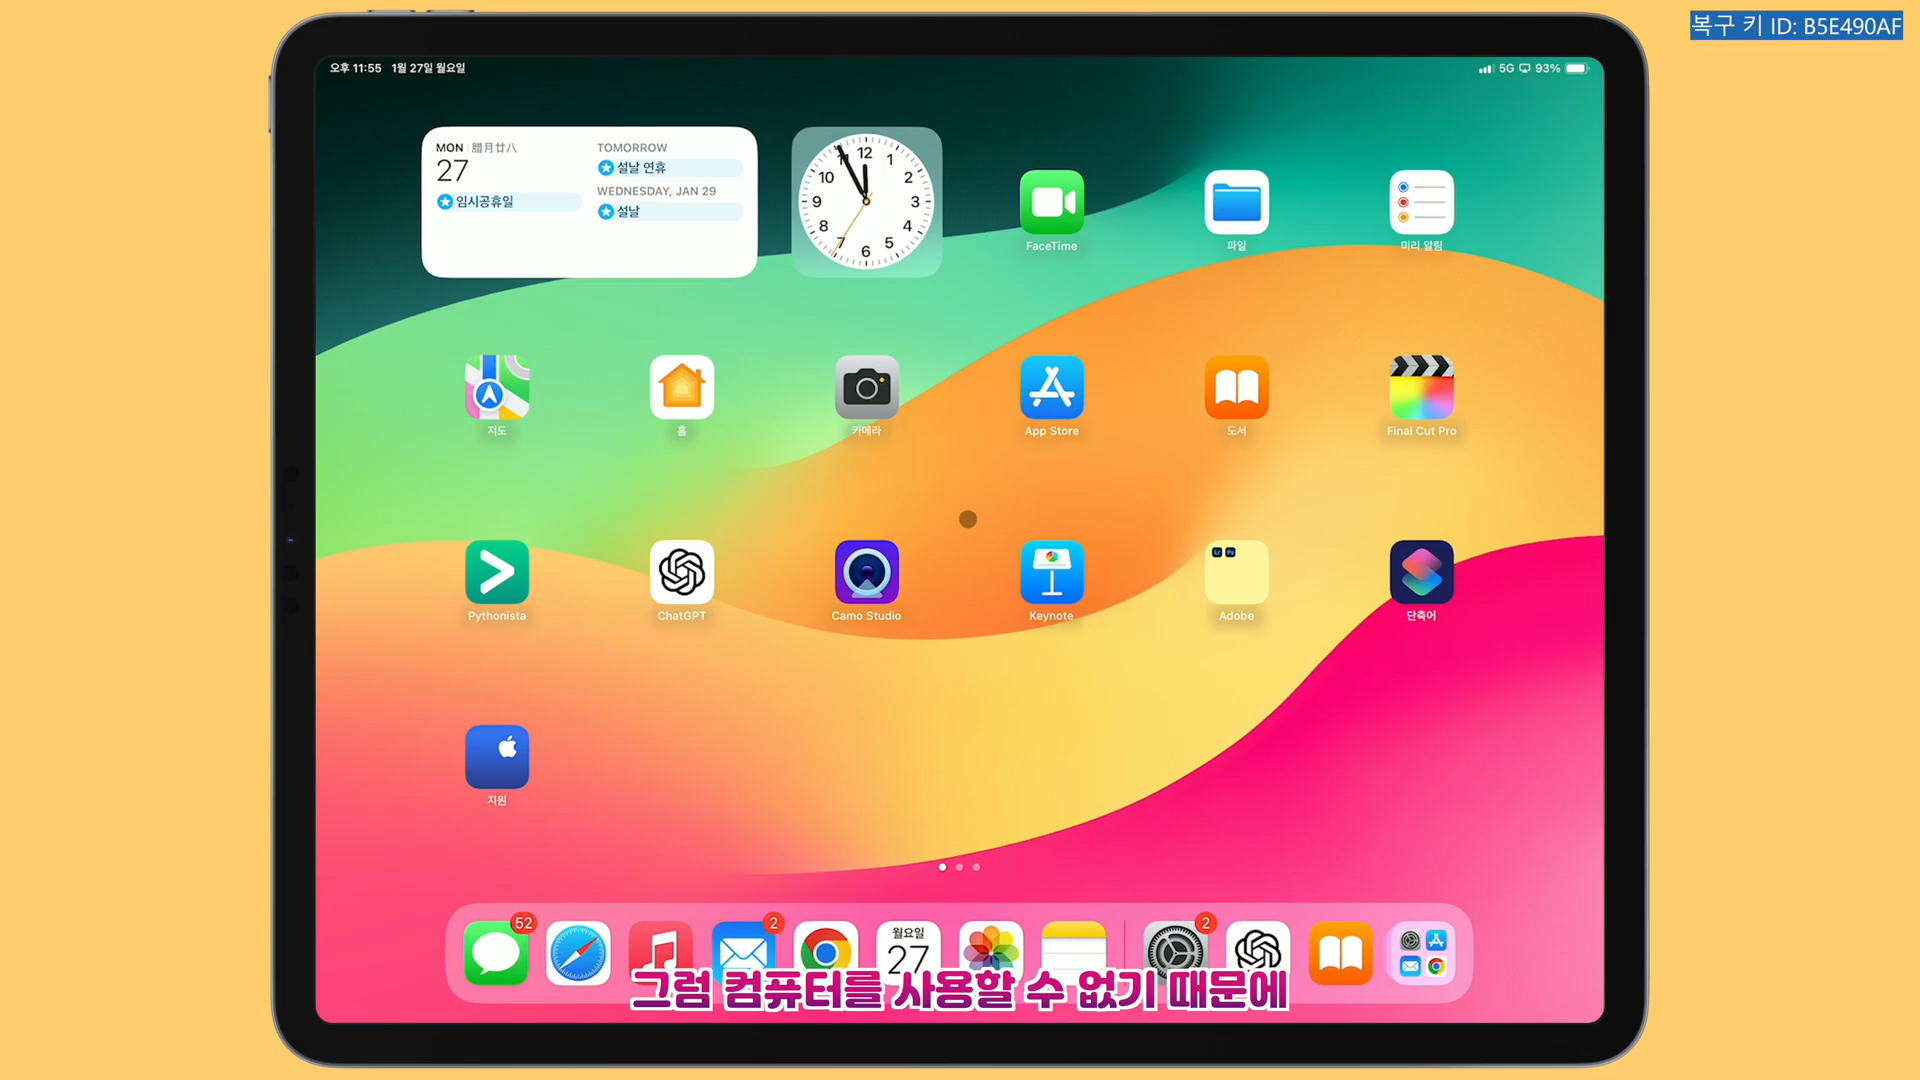 복구 키 ID: B5E490AF
오후 11:55 1월 27일 월요일
5G 93%
MON 腊月廿八
27
임시공휴일
TOMORROW
설날 연휴
WEDNESDAY, JAN 29
설날
12
1
2
3
4
5
6
7
8
9
10
11
FaceTime
파일
미리 알림
지도
홈
카메라
App Store
도서
Final Cut Pro
Pythonista
ChatGPT
Camo Studio
Keynote
Lr Ps
Adobe
단축어
지원
52
2
월요일
27
2
그럼 컴퓨터를 사용할 수 없기 때문에